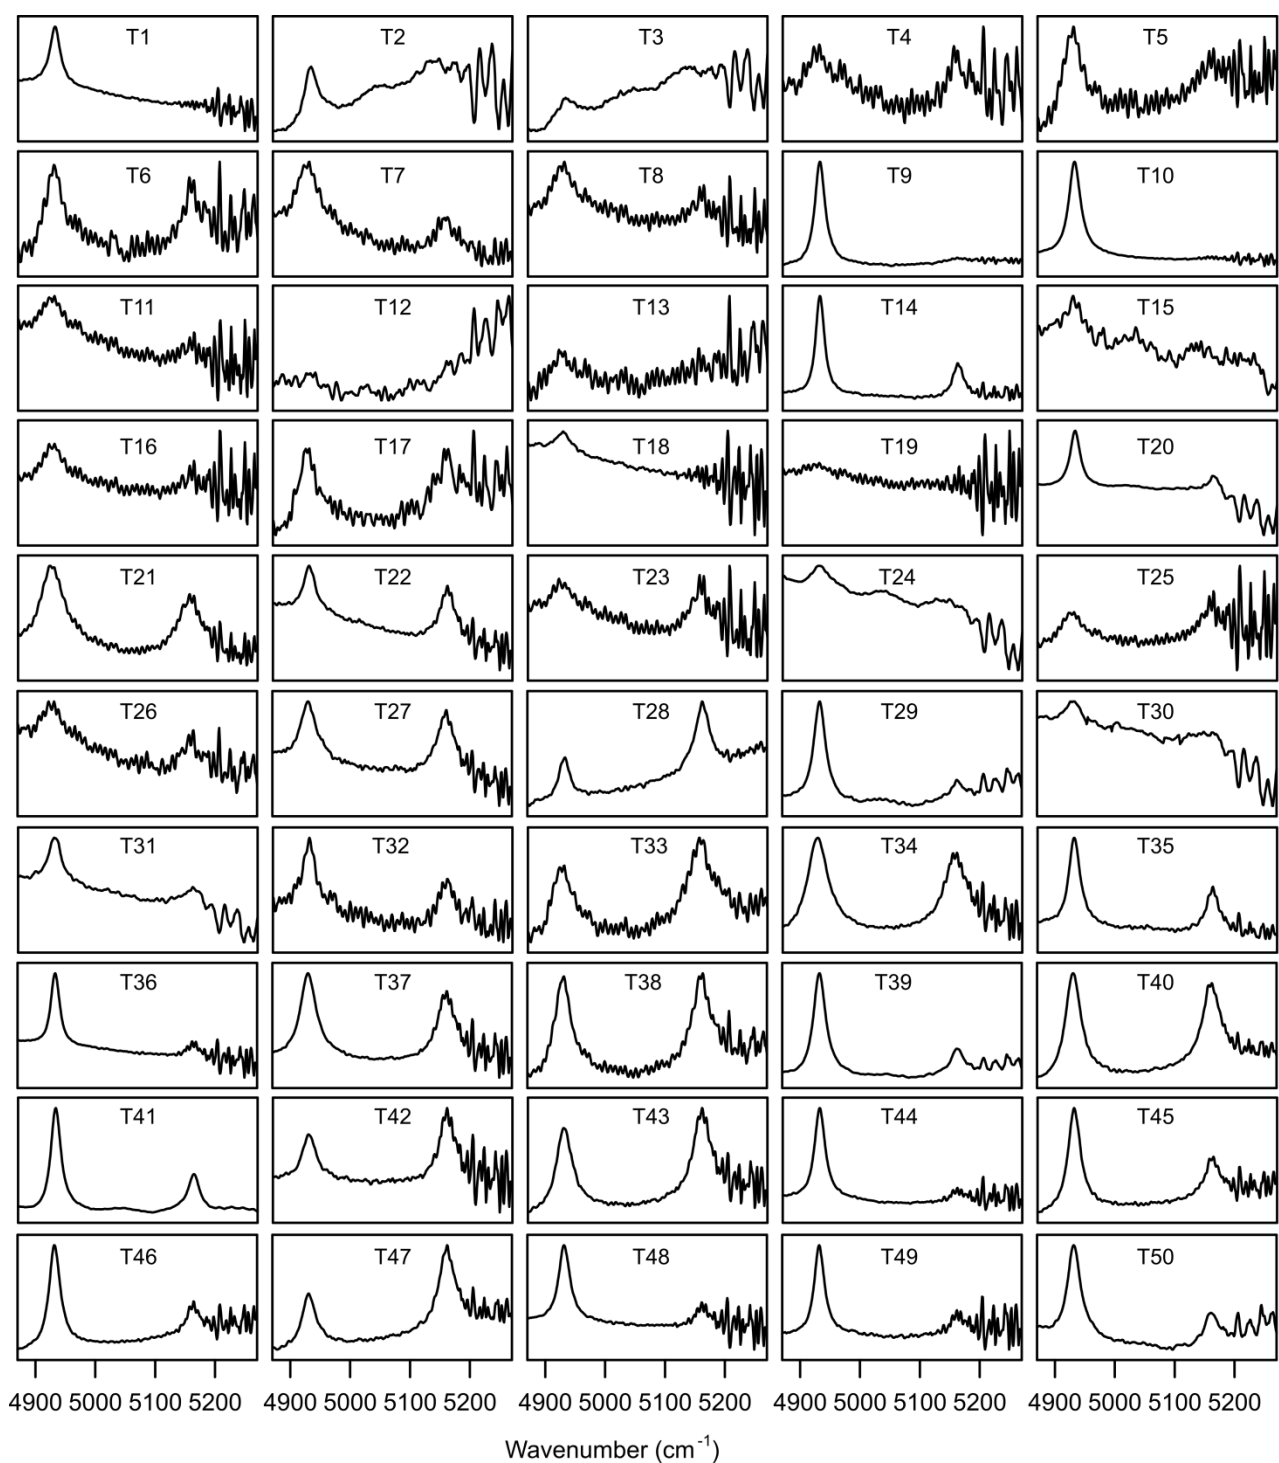 T1 T2 T3 T4 T5
T6 T7 T8 T9 T10
T11 T12 T13 T14 T15
T16 T17 T18 T19 T20
T21 T22 T23 T24 T25
T26 T27 T28 T29 T30
T31 T32 T33 T34 T35
T36 T37 T38 T39 T40
T41 T42 T43 T44 T45
T46 T47 T48 T49 T50
4900 5000 5100 5200 4900 5000 5100 5200 4900 5000 5100 5200 4900 5000 5100 5200 4900 5000 5100 5200
Wavenumber (cm⁻¹)